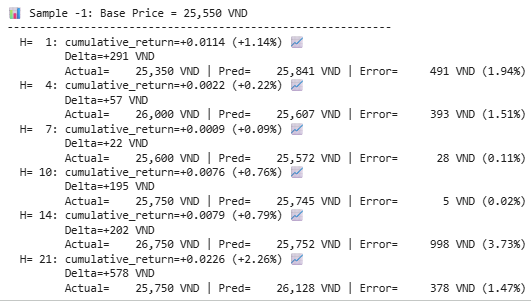 📊 Sample -1: Base Price = 25,550 VND
------------------------------------------------------------
H=  1: cumulative_return=+0.0114 (+1.14%) 📈
Delta=+291 VND
Actual=    25,350 VND | Pred=    25,841 VND | Error=     491 VND (1.94%)
H=  4: cumulative_return=+0.0022 (+0.22%) 📈
Delta=+57 VND
Actual=    26,000 VND | Pred=    25,607 VND | Error=     393 VND (1.51%)
H=  7: cumulative_return=+0.0009 (+0.09%) 📈
Delta=+22 VND
Actual=    25,600 VND | Pred=    25,572 VND | Error=      28 VND (0.11%)
H= 10: cumulative_return=+0.0076 (+0.76%) 📈
Delta=+195 VND
Actual=    25,750 VND | Pred=    25,745 VND | Error=       5 VND (0.02%)
H= 14: cumulative_return=+0.0079 (+0.79%) 📈
Delta=+202 VND
Actual=    26,750 VND | Pred=    25,752 VND | Error=     998 VND (3.73%)
H= 21: cumulative_return=+0.0226 (+2.26%) 📈
Delta=+578 VND
Actual=    25,750 VND | Pred=    26,128 VND | Error=     378 VND (1.47%)